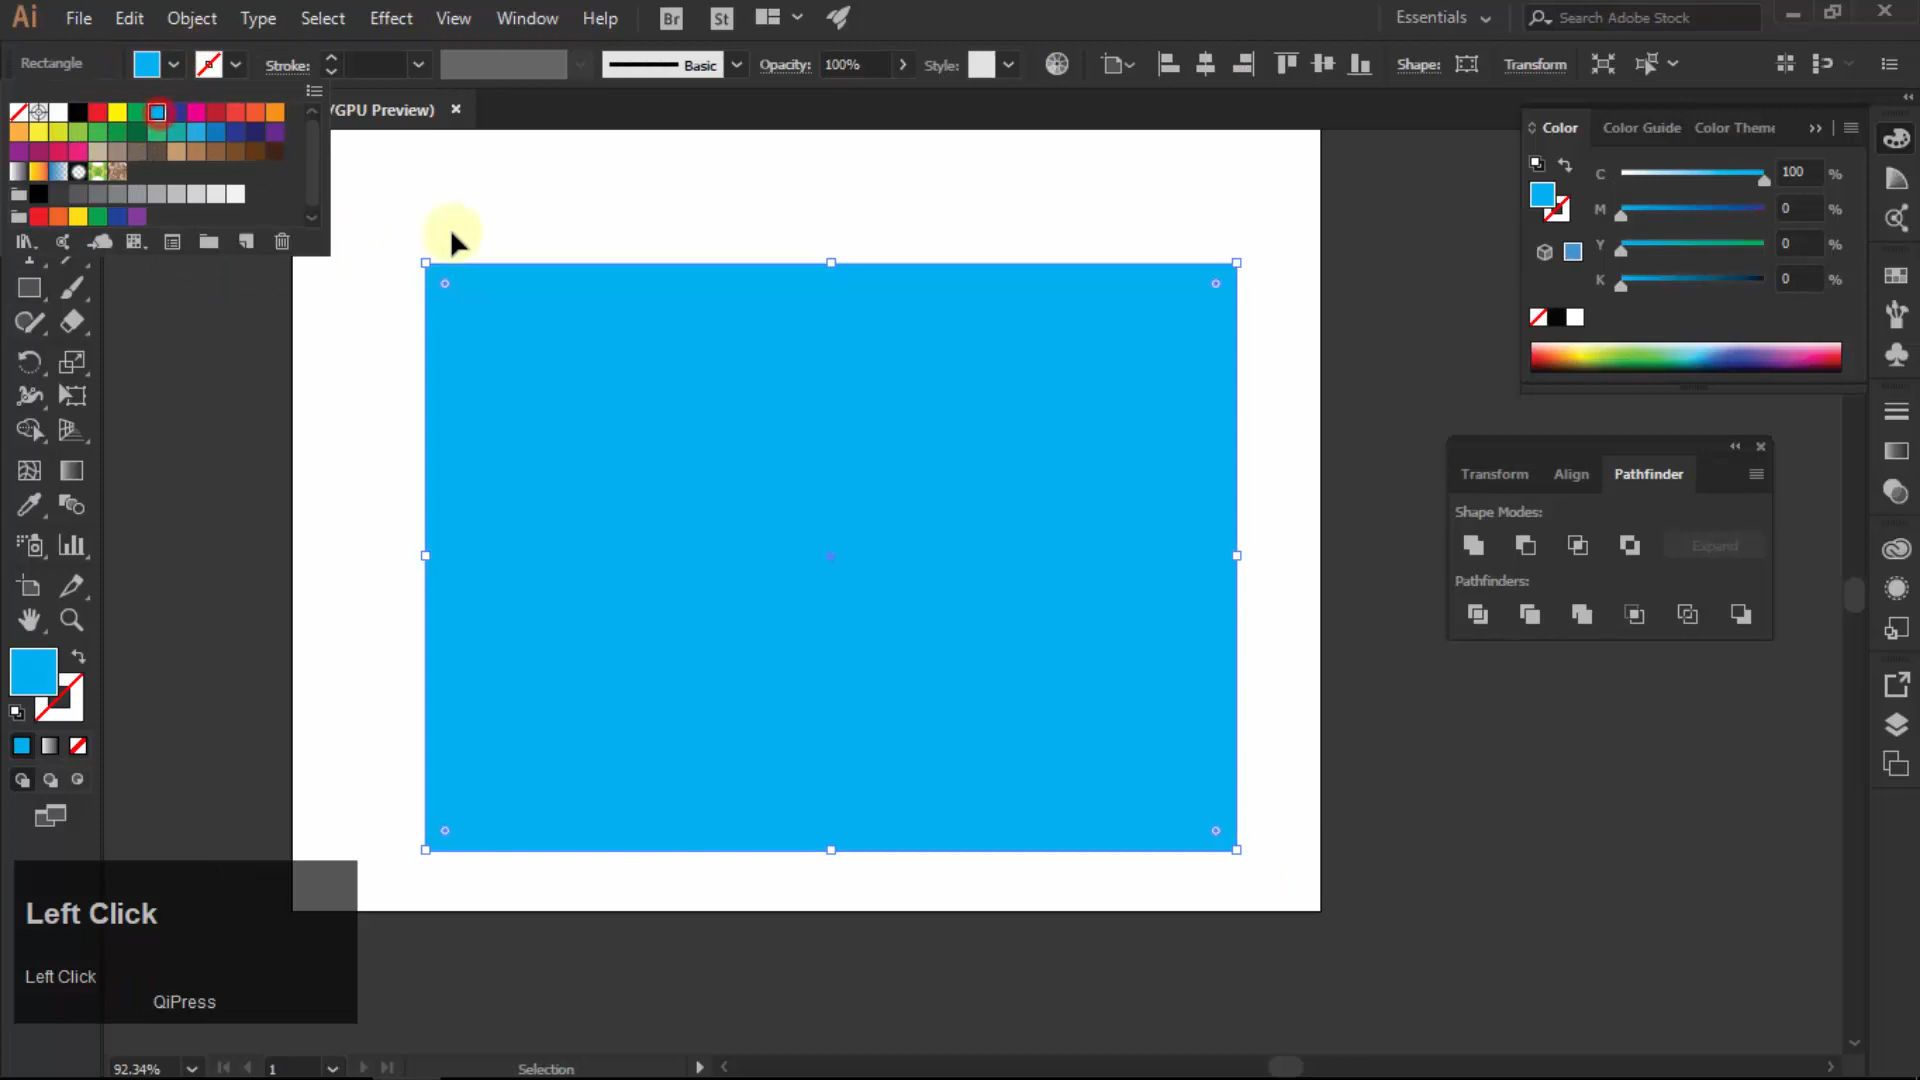 Ai File Edit Object Type Select Effect View Window Help Br St Essentials Search Adobe Stock
Rectangle Stroke: Basic Opacity: 100% Style: Shape: Transform
/GPU Preview) ×
Color Color Guide Color Theme
C 100 %
M 0 %
Y 0 %
K 0 %
Transform Align Pathfinder
Shape Modes:
Expand
Pathfinders:
Left Click
Left Click
QiPress
92.34% 1 Selection